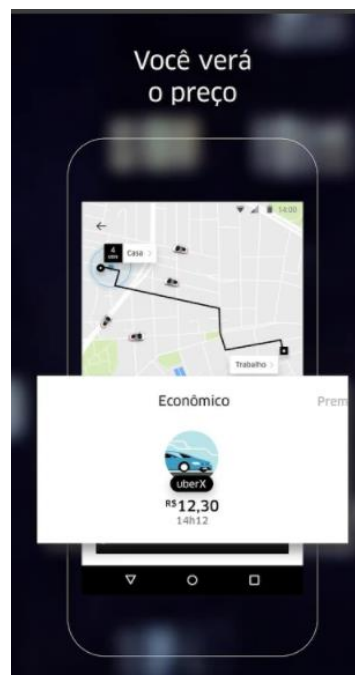 Você verá
o preço
14:00
4
MIN
Casa >
Trabalho >
Econômico
Prem
uberX
R$12,30
14h12